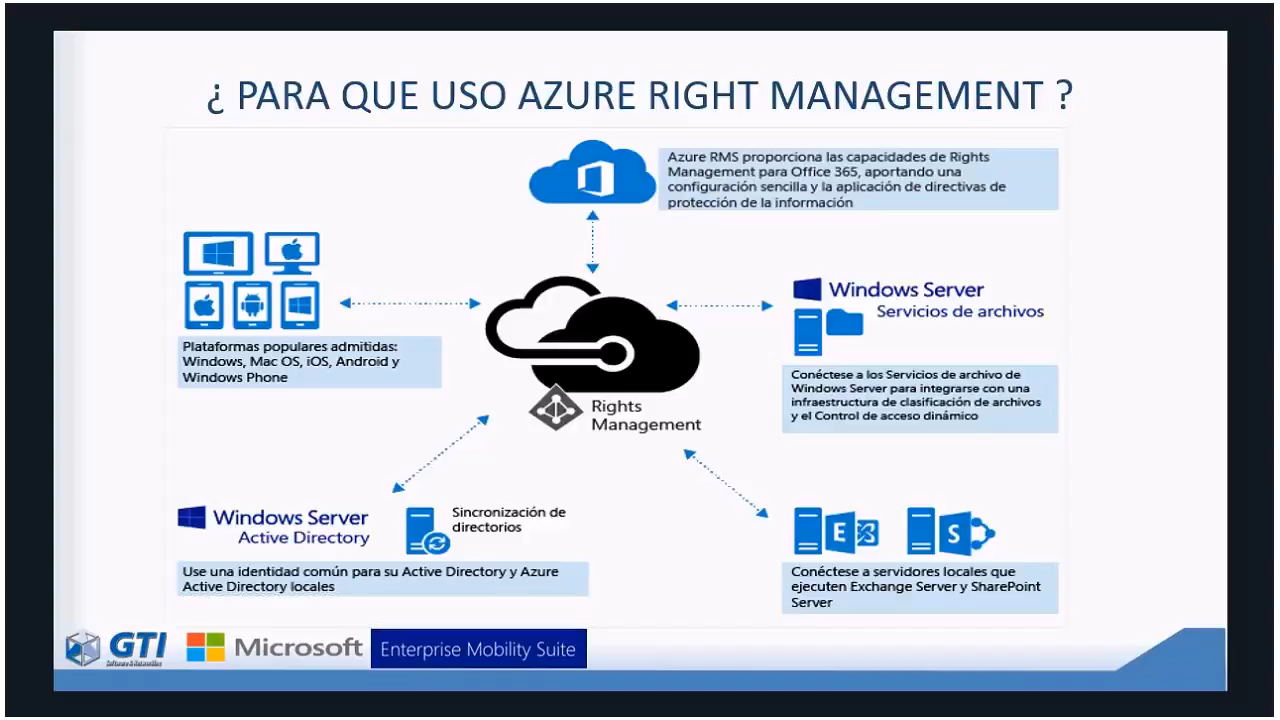 ¿ PARA QUE USO AZURE RIGHT MANAGEMENT ?
Azure RMS proporciona las capacidades de Rights
Management para Office 365, aportando una
configuración sencilla y la aplicación de directivas de
protección de la información
Plataformas populares admitidas:
Windows, Mac OS, iOS, Android y
Windows Phone
Rights
Management
Windows Server
Servicios de archivos
Conéctese a los Servicios de archivo de
Windows Server para integrarse con una
infraestructura de clasificación de archivos
y el Control de acceso dinámico
Windows Server
Active Directory
Sincronización de
directorios
Use una identidad común para su Active Directory y Azure
Active Directory locales
E
S
Conéctese a servidores locales que
ejecuten Exchange Server y SharePoint
Server
GTI
Software & Networking
Microsoft
Enterprise Mobility Suite